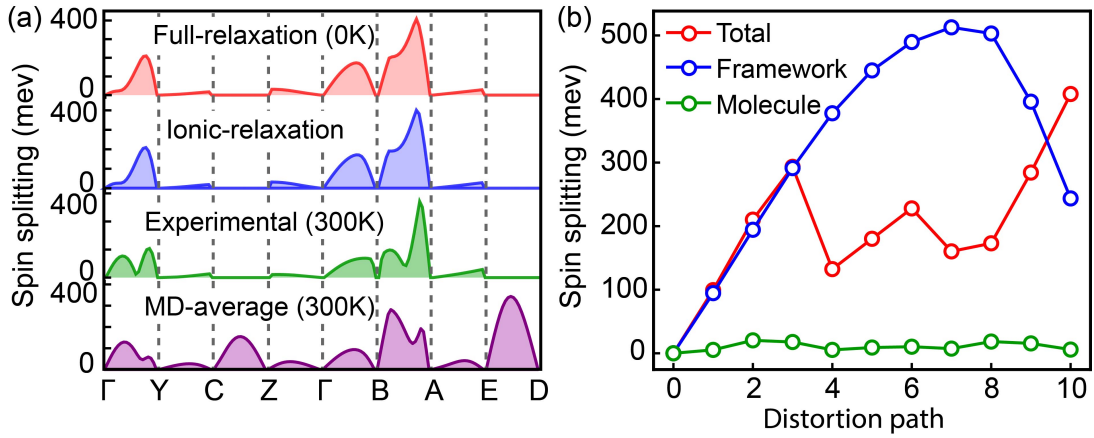 (a)
Spin splitting (mev)
400
0
Full-relaxation (0K)
400
0
Ionic-relaxation
400
0
Experimental (300K)
400
0
MD-average (300K)
Γ Y C Z Γ B A E D
(b)
Spin splitting (mev)
500
400
300
200
100
0
Total
Framework
Molecule
0 2 4 6 8 10
Distortion path